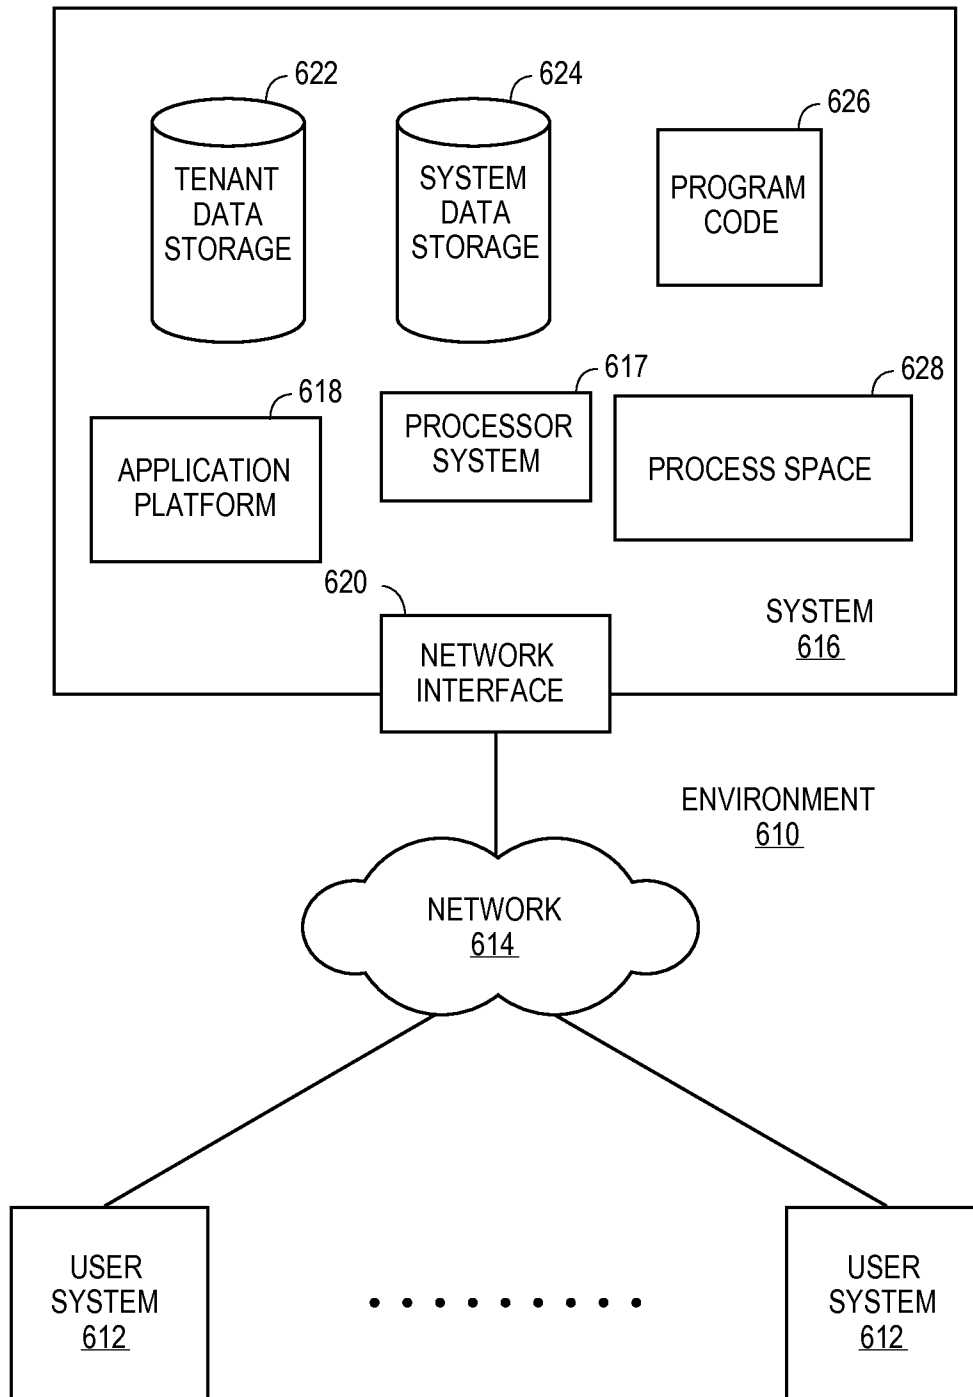 622
624
626
TENANT
DATA
STORAGE
SYSTEM
DATA
STORAGE
PROGRAM
CODE
618
617
628
APPLICATION
PLATFORM
PROCESSOR
SYSTEM
PROCESS SPACE
620
NETWORK
INTERFACE
SYSTEM
616
ENVIRONMENT
610
NETWORK
614
USER
SYSTEM
612
USER
SYSTEM
612